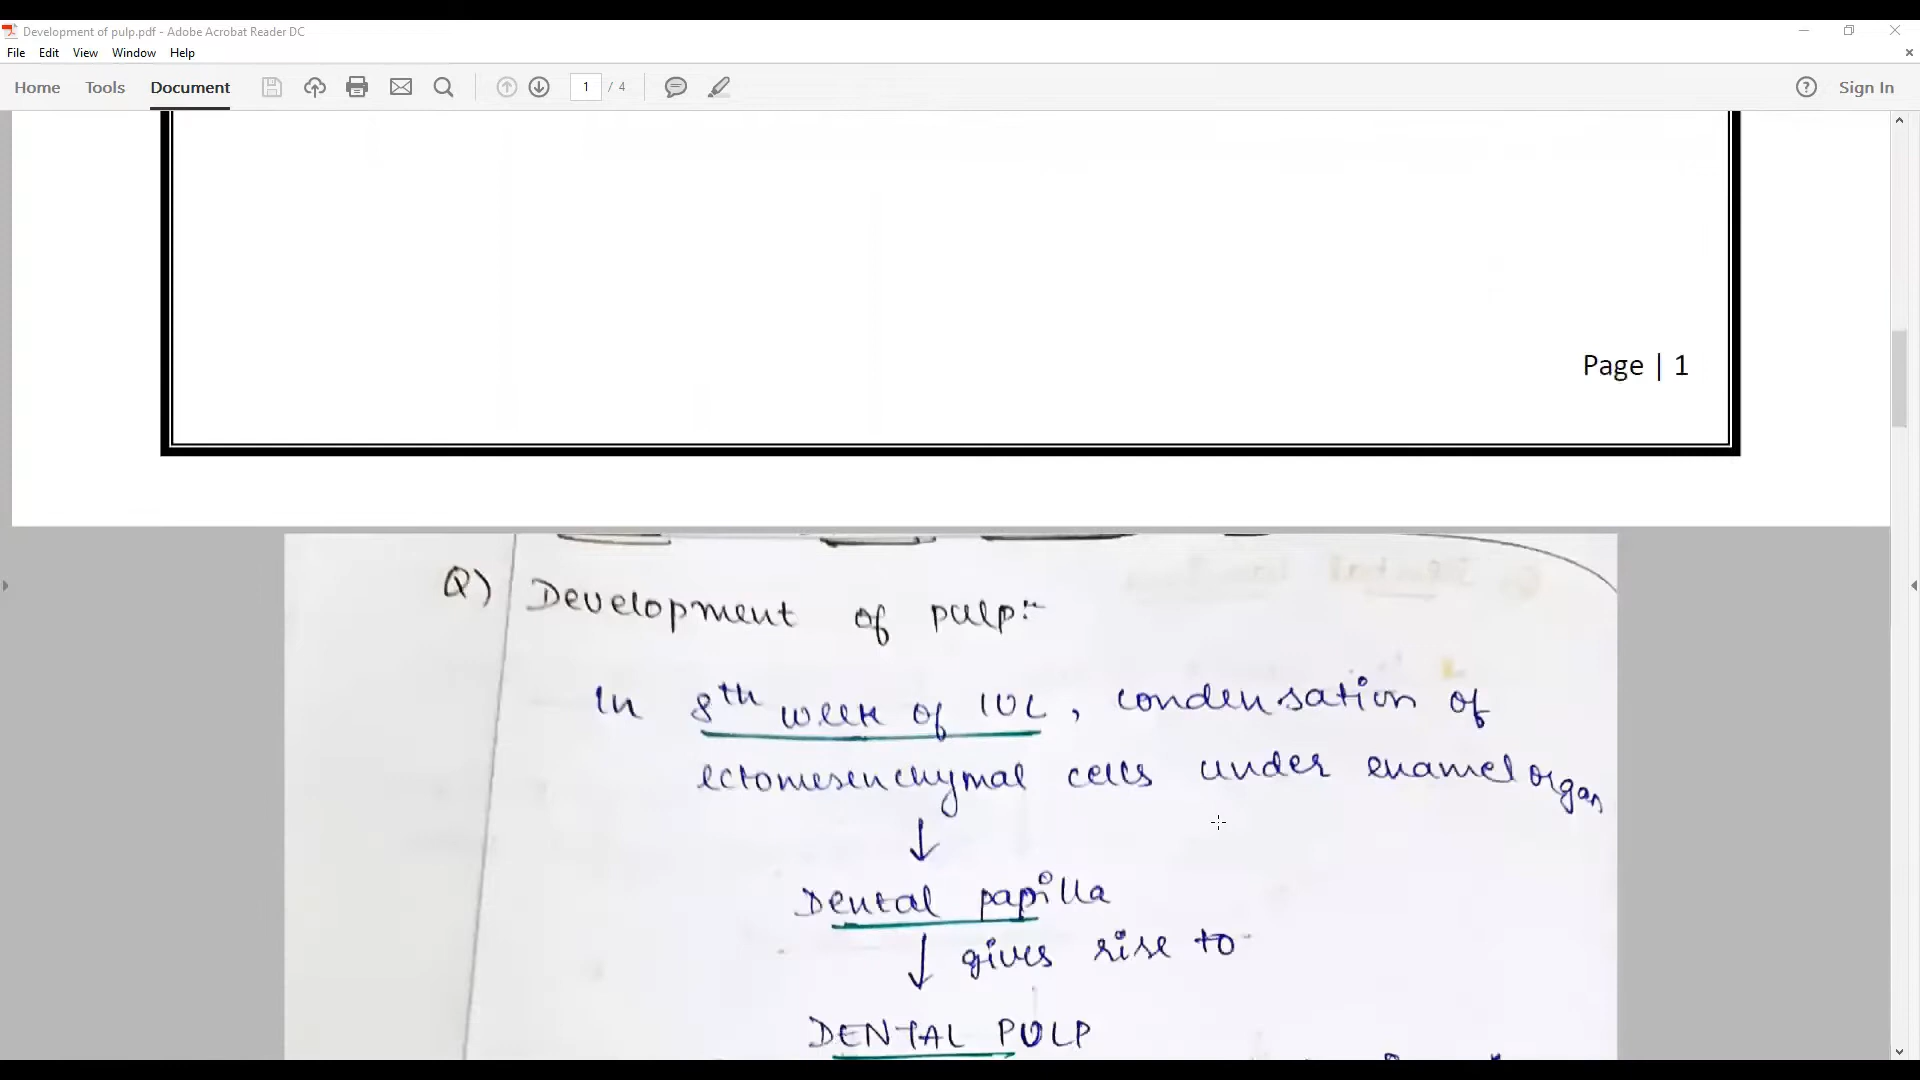 Development of pulp.pdf - Adobe Acrobat Reader DC
File Edit View Window Help
Home Tools Document 1 / 4 Sign In
Page | 1
Q) Development of pulp:-
In 8th week of IUL, condensation of
ectomesenchymal cells under enamel organ
↓
Dental papilla
↓ gives rise to
DENTAL PULP